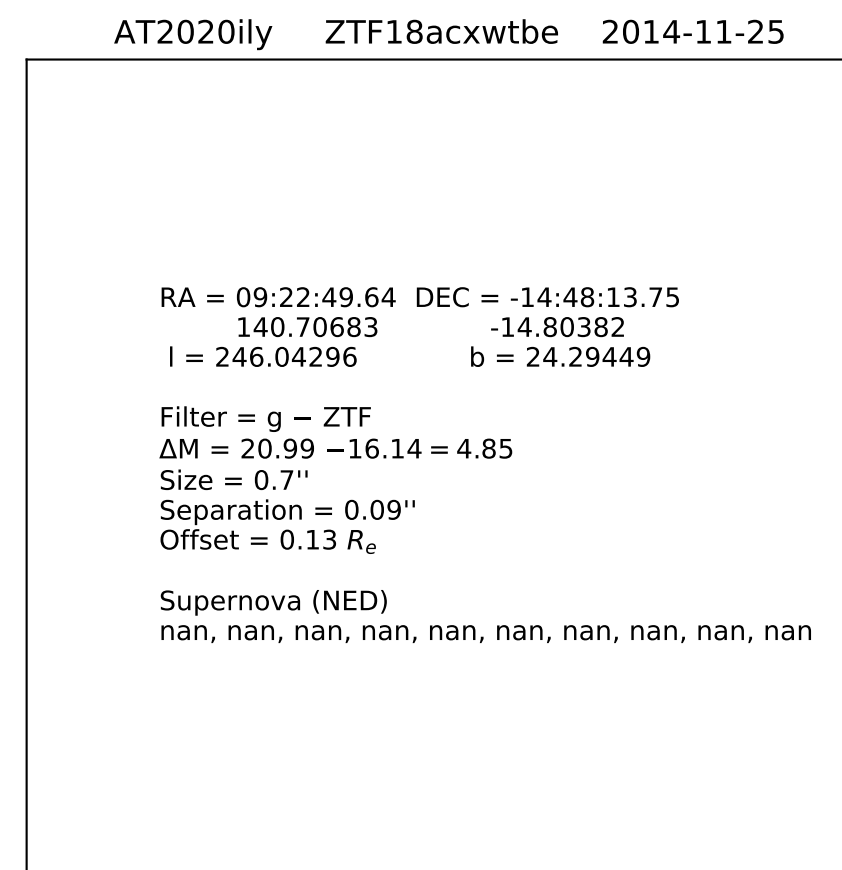 AT2020ily ZTF18acxwtbe 2014-11-25
RA = 09:22:49.64 DEC = -14:48:13.75
140.70683 -14.80382
l = 246.04296 b = 24.29449
Filter = g − ZTF
ΔM = 20.99 −16.14 = 4.85
Size = 0.7''
Separation = 0.09''
Offset = 0.13 Re
Supernova (NED)
nan, nan, nan, nan, nan, nan, nan, nan, nan, nan